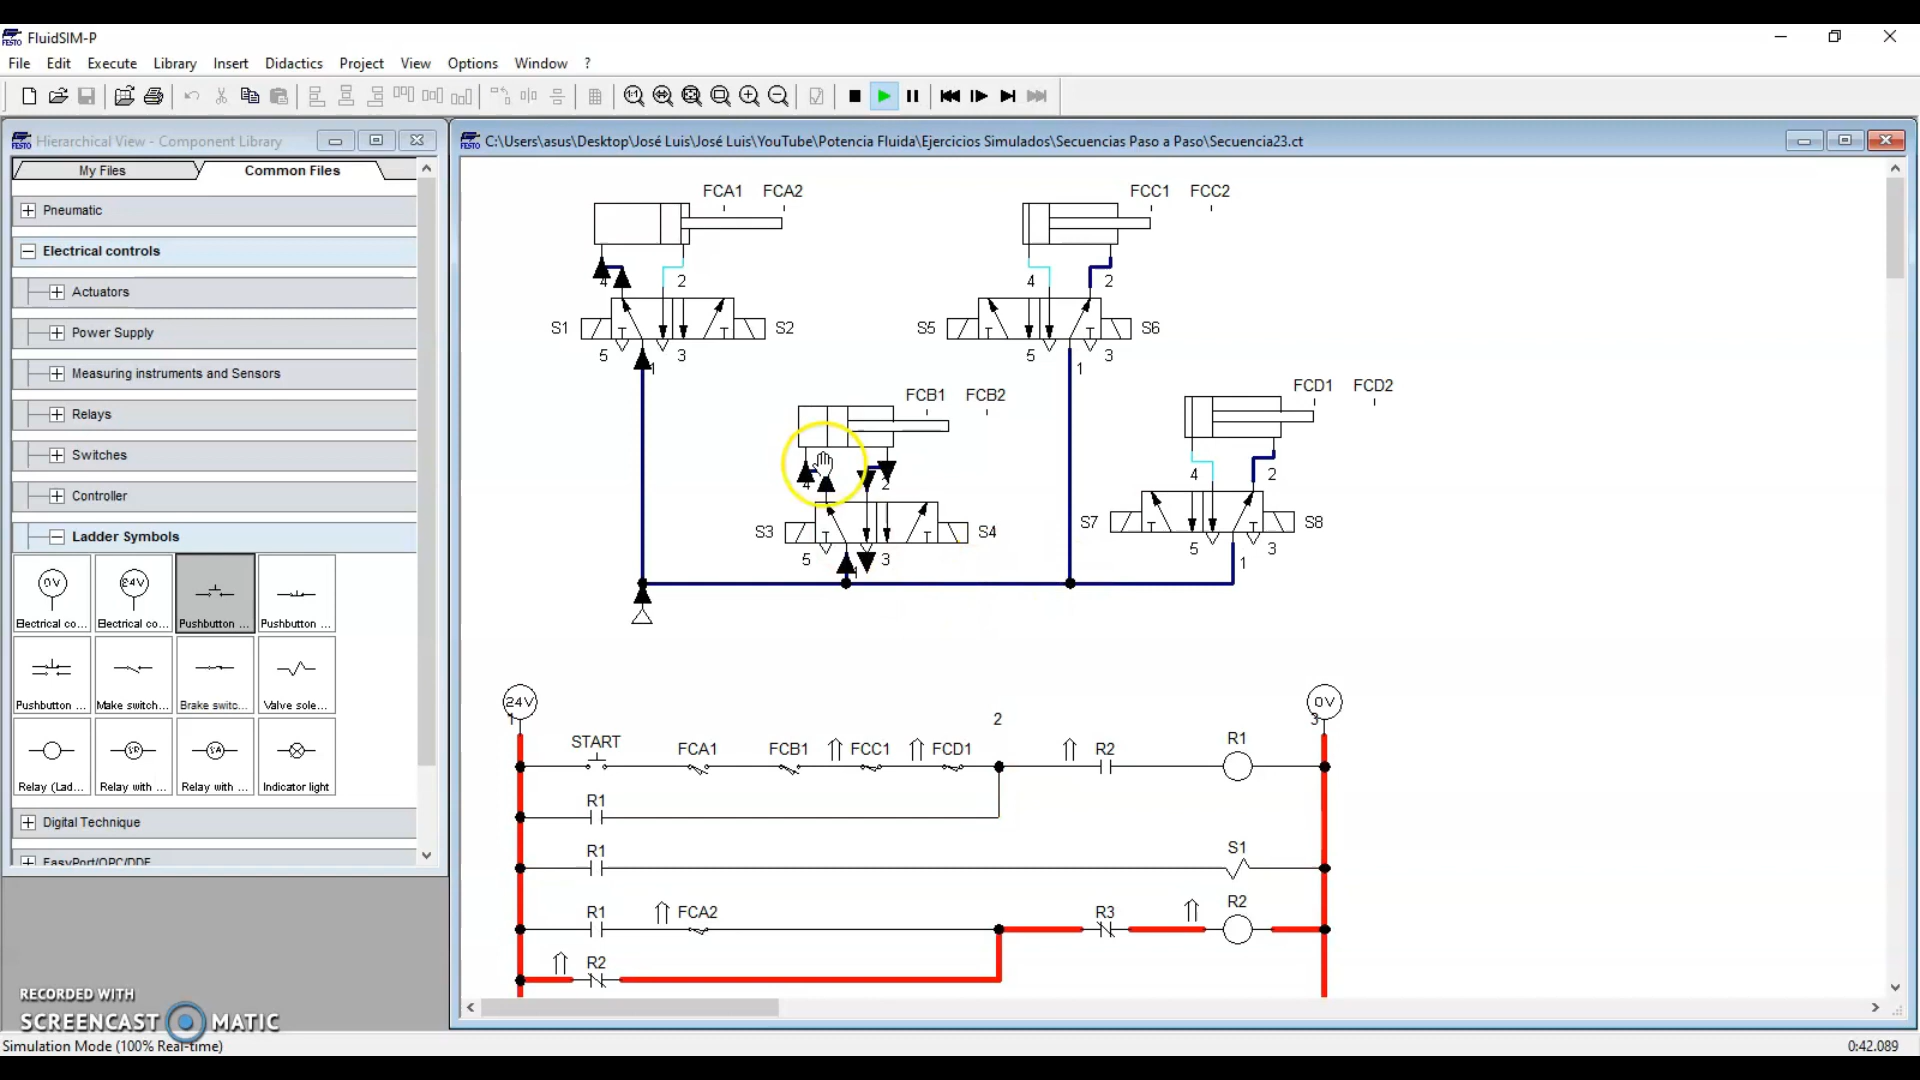 FluidSIM-P
File Edit Execute Library Insert Didactics Project View Options Window ?
Hierarchical View - Component Library
C:\Users\asus\Desktop\José Luis\José Luis\YouTube\Potencia Fluida\Ejercicios Simulados\Secuencias Paso a Paso\Secuencia23.ct
My Files Common Files
Pneumatic
Electrical controls
Actuators
Power Supply
Measuring instruments and Sensors
Relays
Switches
Controller
Ladder Symbols
Electrical co... Electrical co... Pushbutton ... Pushbutton ...
Pushbutton ... Make switch... Brake switc... Valve sole...
Relay (Lad... Relay with ... Relay with ... Indicator light
Digital Technique
EasyPort/OPC/DDE
FCA1 FCA2 FCC1 FCC2
4 2 4 2
S1 S2 S5 S6
5 3 5 3
1 1
FCB1 FCB2 FCD1 FCD2
4 2 4 2
S3 S4 S7 S8
5 3 5 3
1 1
24V 0V
1 2 3
START FCA1 FCB1 FCC1 FCD1 R2 R1
R1
R1 S1
R1 FCA2 R3 R2
R2
RECORDED WITH
SCREENCAST MATIC
Simulation Mode (100% Real-time) 0:42.089